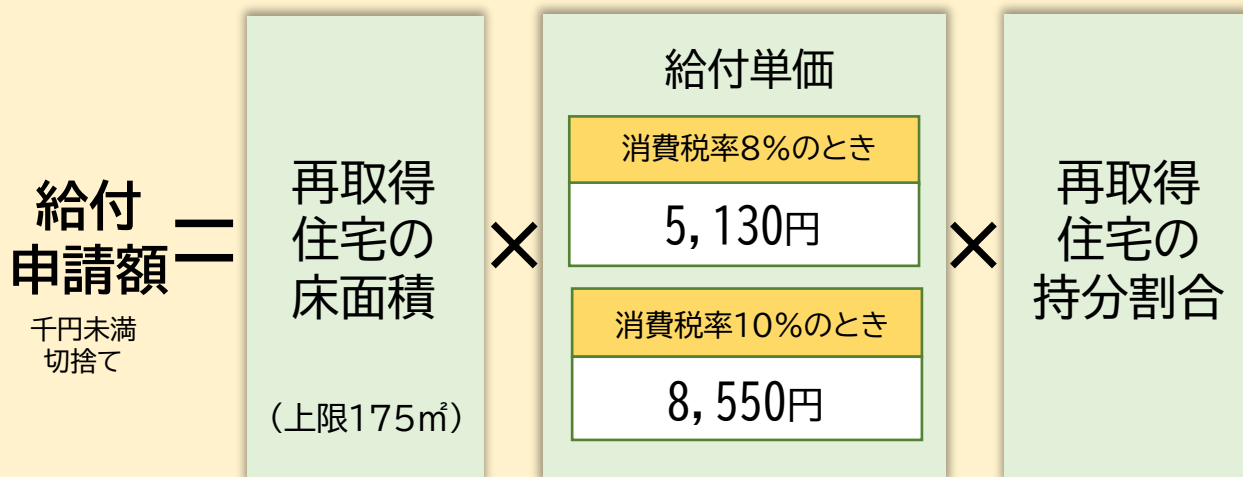 給付
申請額
千円未満
切捨て
＝
再取得
住宅の
床面積
（上限175㎡）
×
給付単価
消費税率8%のとき
5,130円
消費税率10%のとき
8,550円
×
再取得
住宅の
持分割合